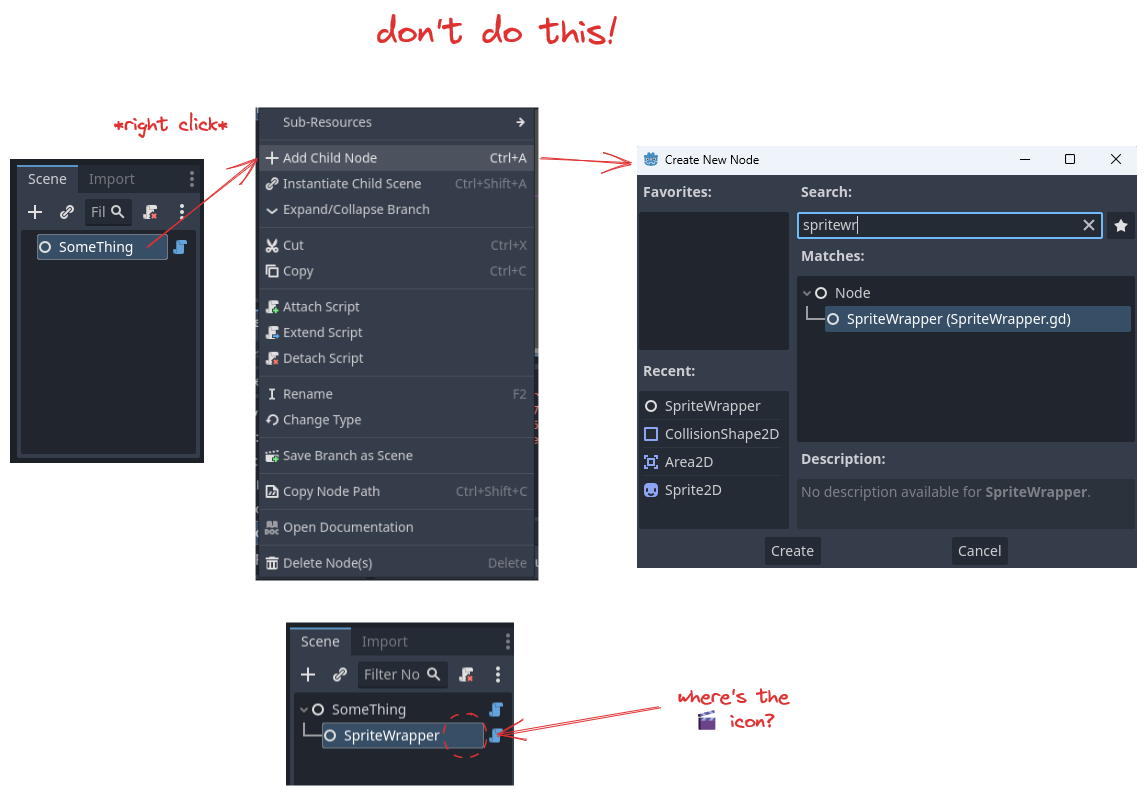 don't do this!
*right click*
Scene
Import
Fil
SomeThing
Sub-Resources
Add Child Node Ctrl+A
Instantiate Child Scene Ctrl+Shift+A
Expand/Collapse Branch
Cut Ctrl+X
Copy Ctrl+C
Attach Script
Extend Script
Detach Script
Rename F2
Change Type
Save Branch as Scene
Copy Node Path Ctrl+Shift+C
DOC Open Documentation
Delete Node(s) Delete
Create New Node
Favorites:
Search:
spritewr
Matches:
Node
SpriteWrapper (SpriteWrapper.gd)
Recent:
SpriteWrapper
CollisionShape2D
Area2D
Sprite2D
Description:
No description available for SpriteWrapper.
Create
Cancel
Scene
Import
Filter No
SomeThing
SpriteWrapper
where's the
🎬 icon?